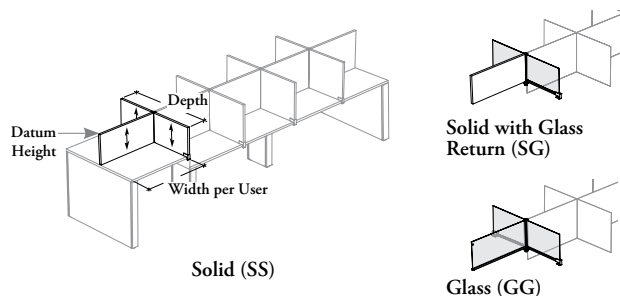 Depth
Datum
Height
Width per User
Solid (SS)
Solid with Glass
Return (SG)
Glass (GG)